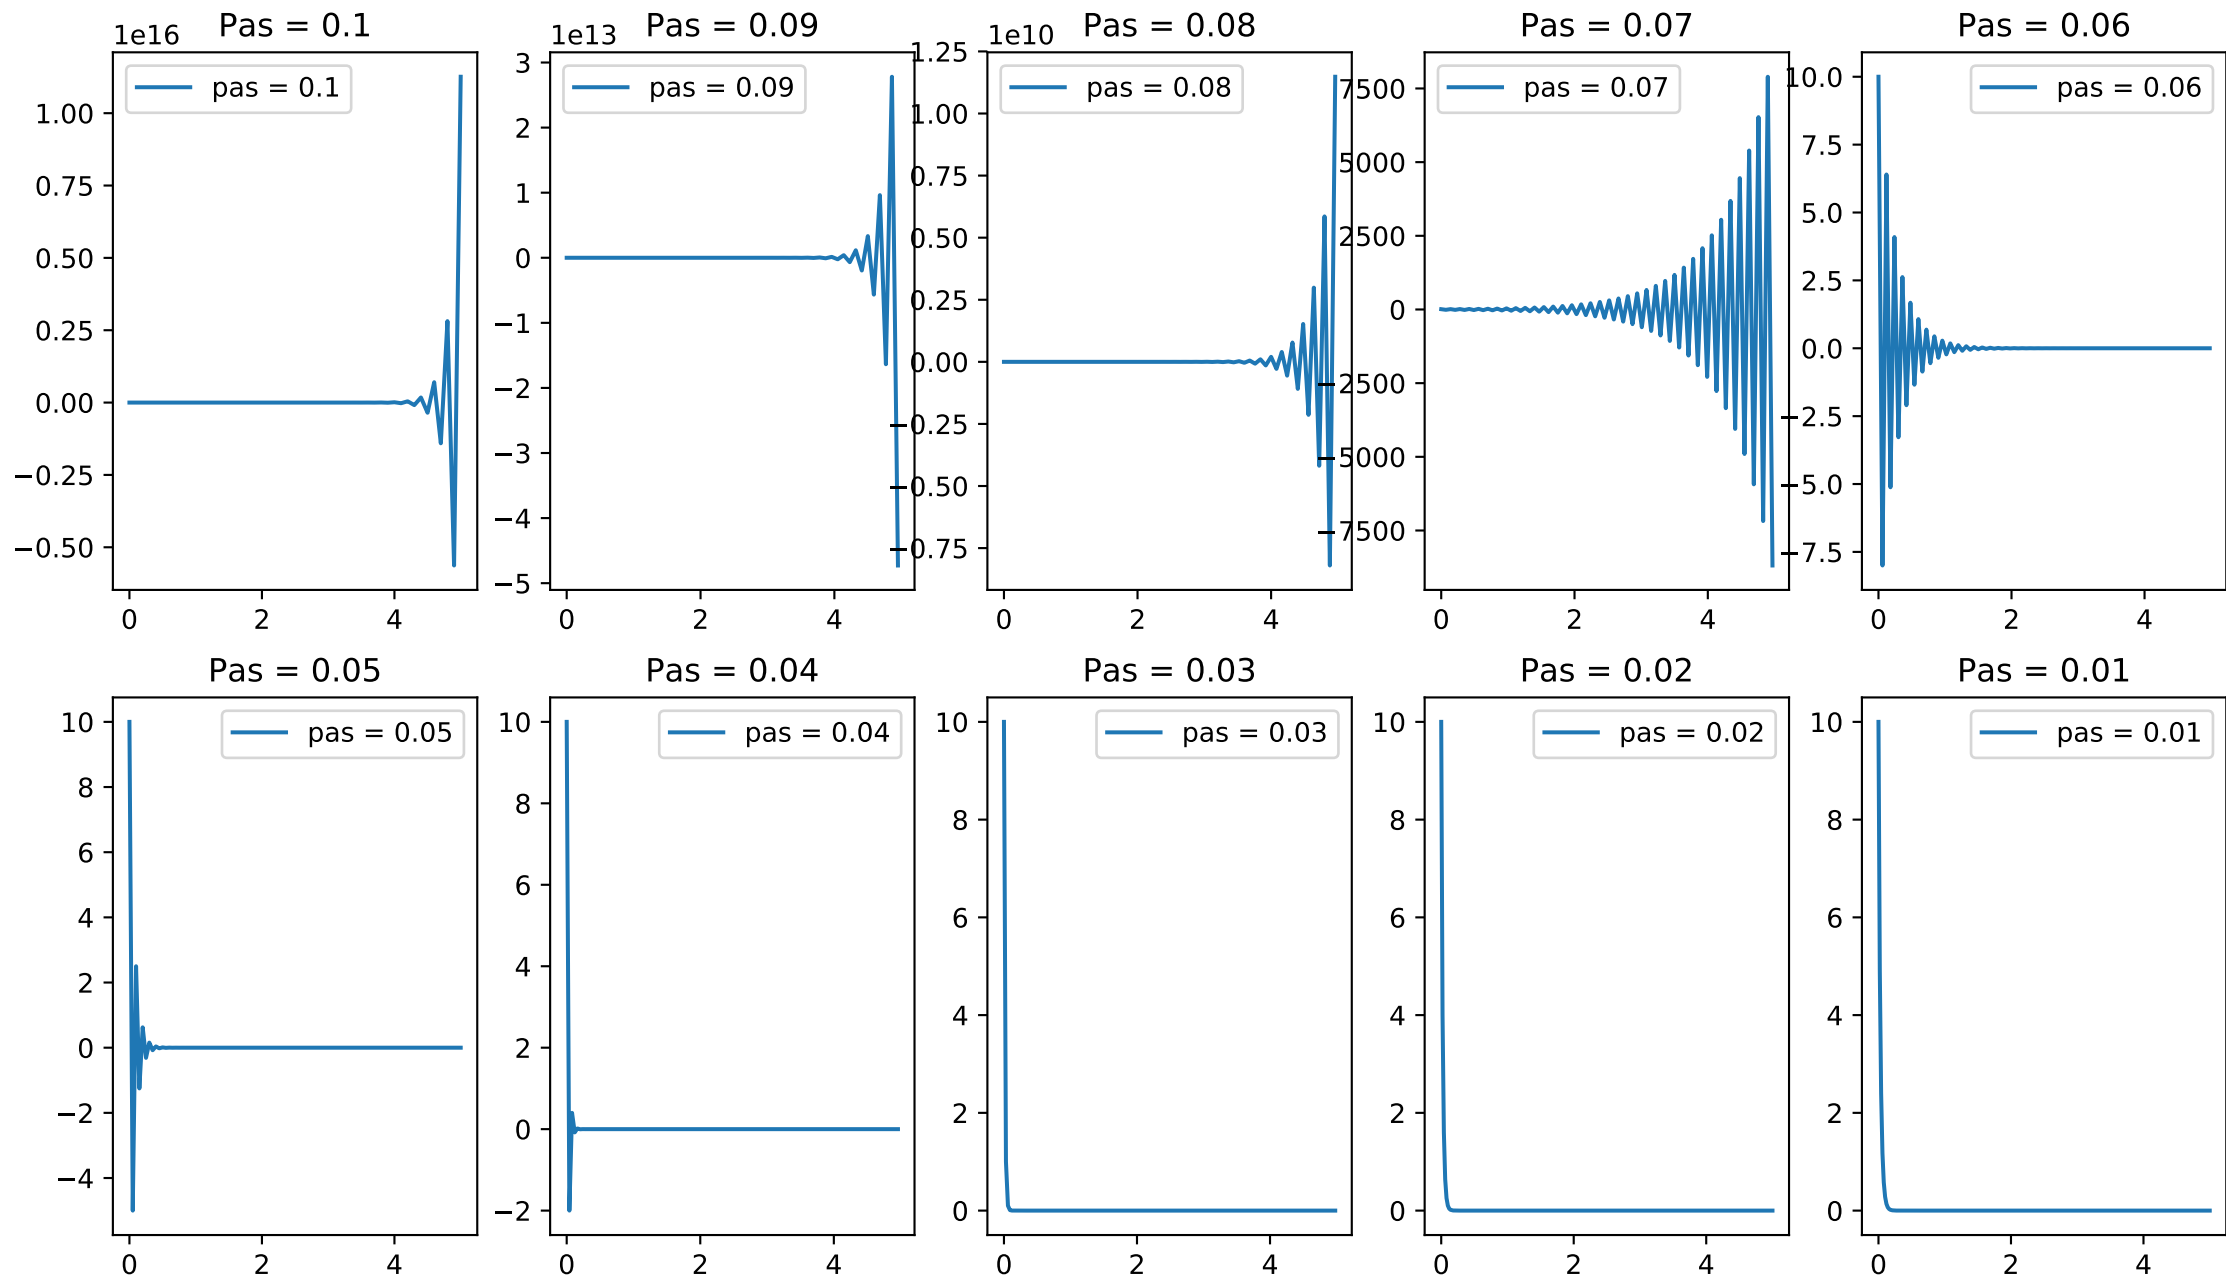 Pas = 0.1
1e16
pas = 0.1
1.00
0.75
0.50
0.25
0.00
−0.25
−0.50
0 2 4
Pas = 0.09
1e13
pas = 0.09
3
2
1
0
−1
−2
−3
−4
−5
0 2 4
Pas = 0.08
1e10
pas = 0.08
1.25
1.00
0.75
0.50
0.25
0.00
−0.25
−0.50
−0.75
0 2 4
Pas = 0.07
pas = 0.07
7500
5000
2500
0
−2500
−5000
−7500
0 2 4
Pas = 0.06
pas = 0.06
10.0
7.5
5.0
2.5
0.0
−2.5
−5.0
−7.5
0 2 4
Pas = 0.05
pas = 0.05
10
8
6
4
2
0
−2
−4
0 2 4
Pas = 0.04
pas = 0.04
10
8
6
4
2
0
−2
0 2 4
Pas = 0.03
pas = 0.03
10
8
6
4
2
0
0 2 4
Pas = 0.02
pas = 0.02
10
8
6
4
2
0
0 2 4
Pas = 0.01
pas = 0.01
10
8
6
4
2
0
0 2 4